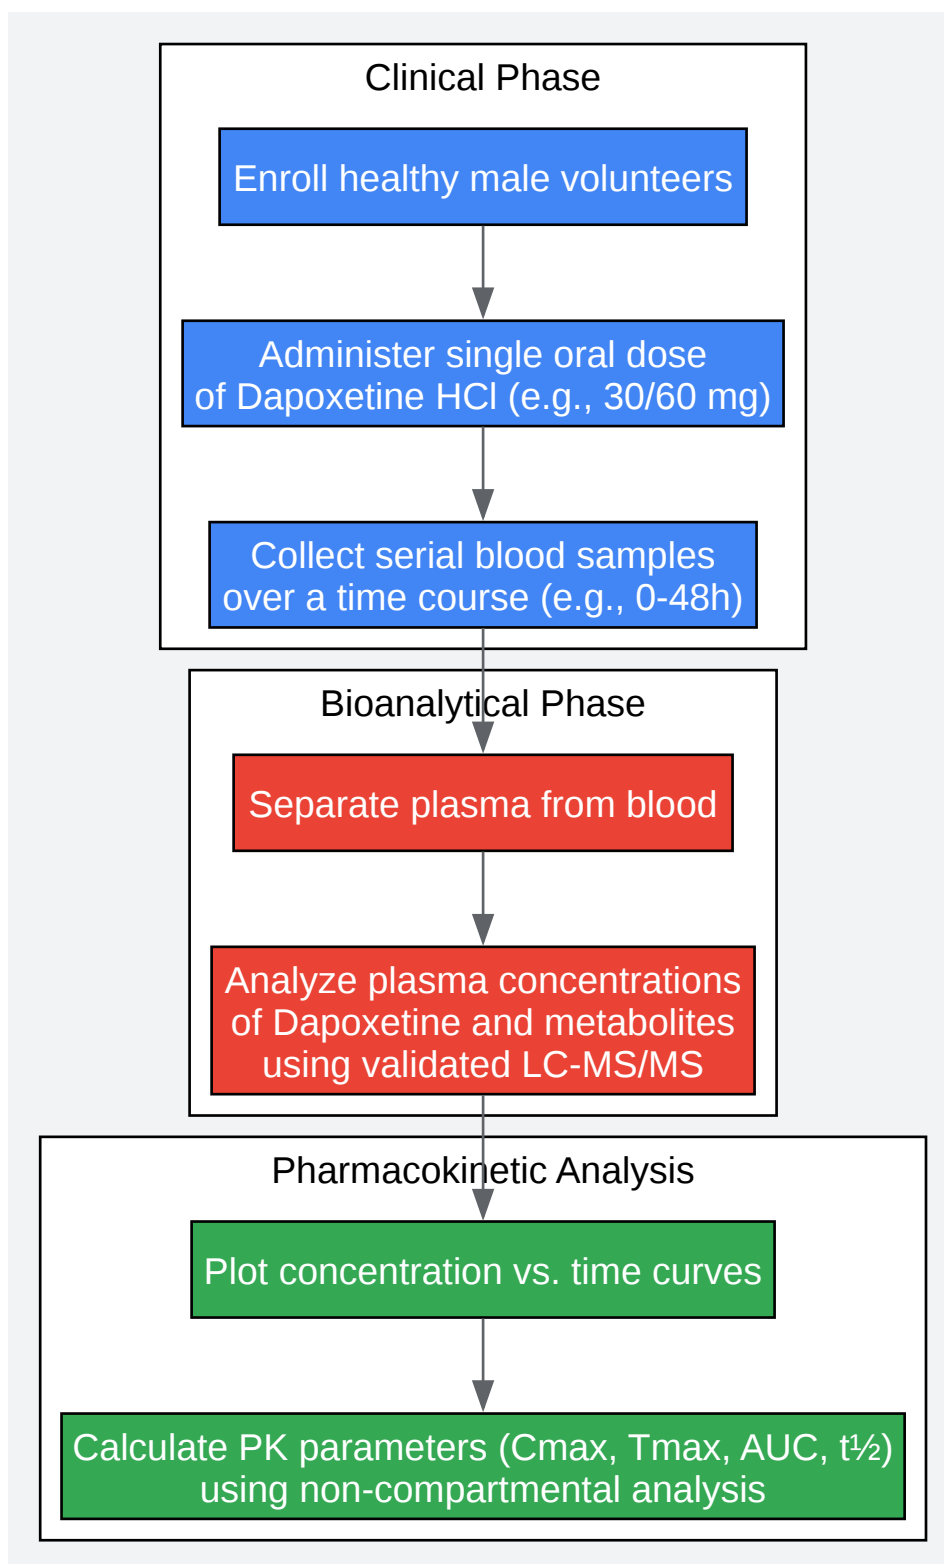 Clinical Phase
Enroll healthy male volunteers
Administer single oral dose
of Dapoxetine HCl (e.g., 30/60 mg)
Collect serial blood samples
over a time course (e.g., 0-48h)
Bioanalytical Phase
Separate plasma from blood
Analyze plasma concentrations
of Dapoxetine and metabolites
using validated LC-MS/MS
Pharmacokinetic Analysis
Plot concentration vs. time curves
Calculate PK parameters (Cmax, Tmax, AUC, t½)
using non-compartmental analysis